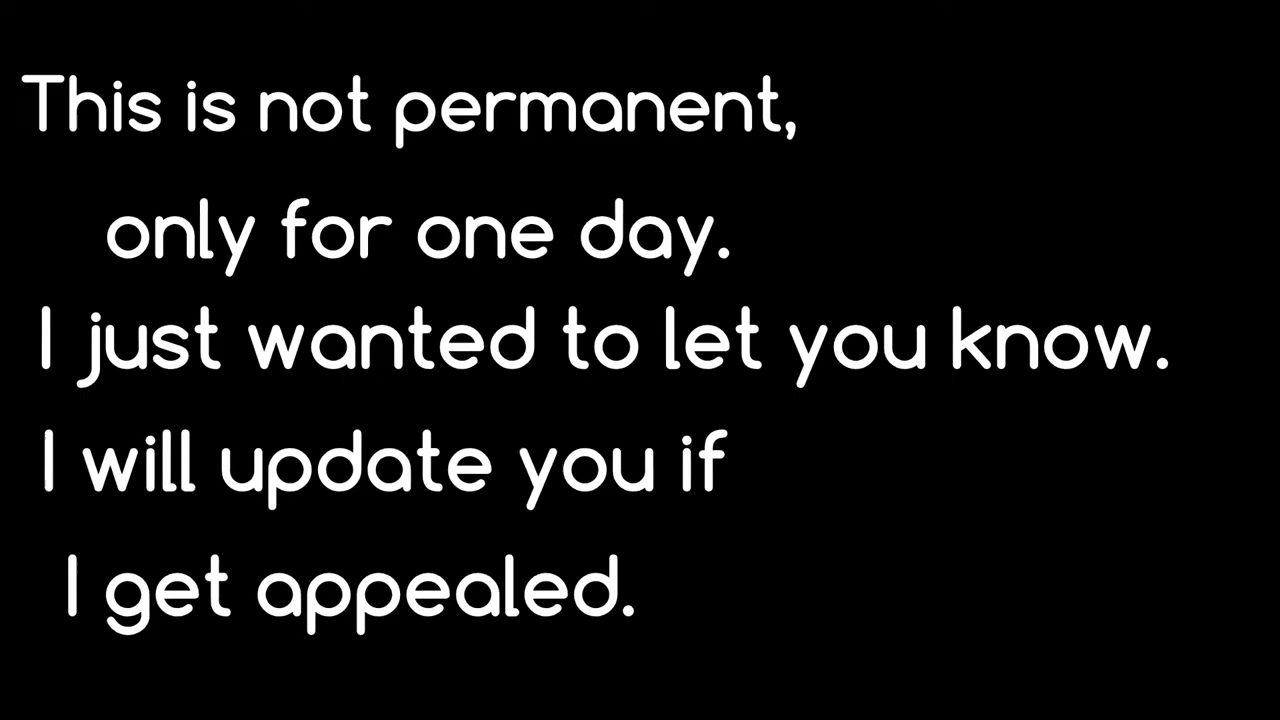 This is not permanent,
only for one day.
I just wanted to let you know.
I will update you if
I get appealed.